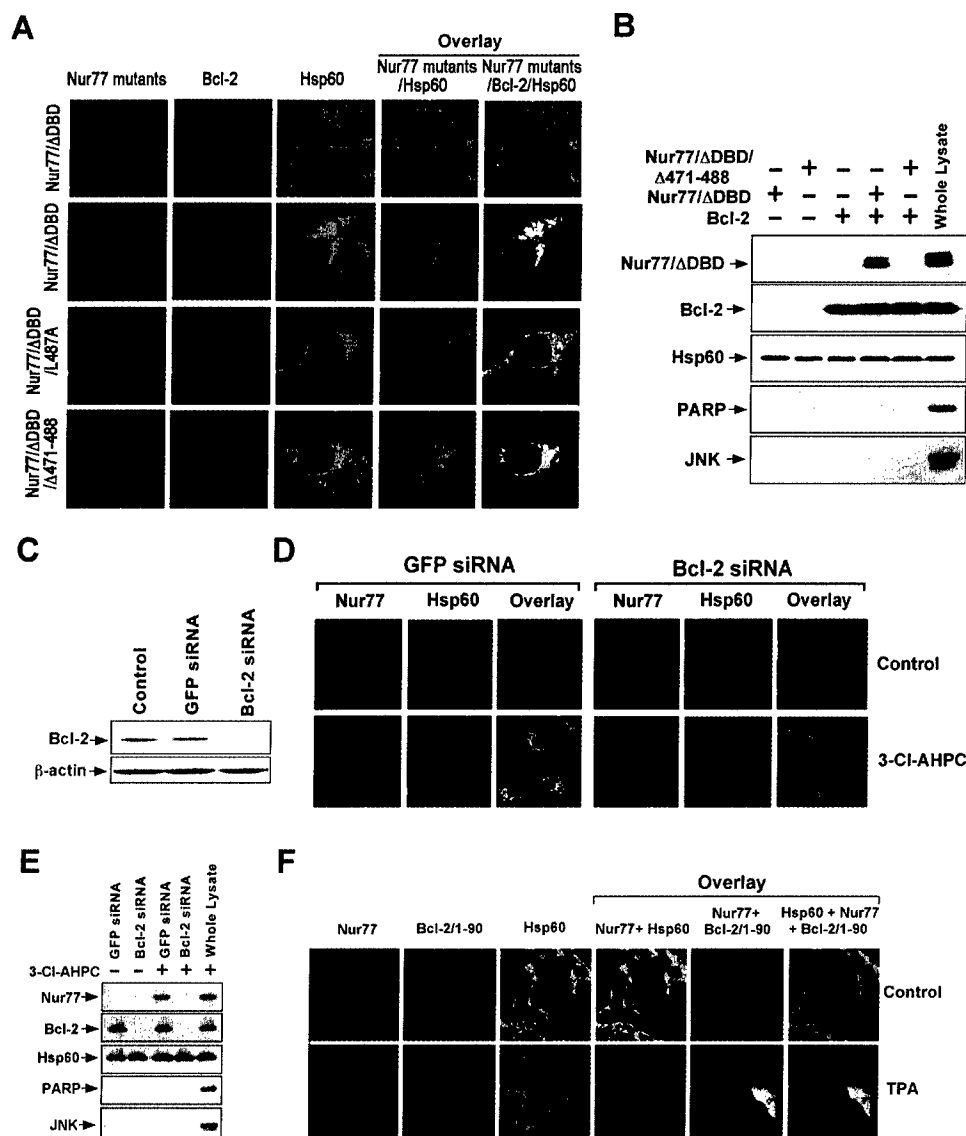 A
Overlay
Nur77 mutants Bcl-2 Hsp60 Nur77 mutants /Hsp60 Nur77 mutants /Bcl-2/Hsp60
Nur77/ΔDBD
Nur77/ΔDBD
Nur77/ΔDBD /L487A
Nur77/ΔDBD /Δ471-488
B
Nur77/ΔDBD/ Δ471-488 − + − − +
Nur77/ΔDBD + − − + −
Bcl-2 − − + + +
Whole Lysate
Nur77/ΔDBD
Bcl-2
Hsp60
PARP
JNK
C
Control GFP siRNA Bcl-2 siRNA
Bcl-2
β-actin
D
GFP siRNA Bcl-2 siRNA
Nur77 Hsp60 Overlay Nur77 Hsp60 Overlay
Control
3-Cl-AHPC
E
GFP siRNA Bcl-2 siRNA GFP siRNA Bcl-2 siRNA Whole Lysate
3-Cl-AHPC − − + + +
Nur77
Bcl-2
Hsp60
PARP
JNK
F
Overlay
Nur77 Bcl-2/1-90 Hsp60 Nur77+ Hsp60 Nur77+ Bcl-2/1-90 Hsp60 + Nur77 + Bcl-2/1-90
Control
TPA